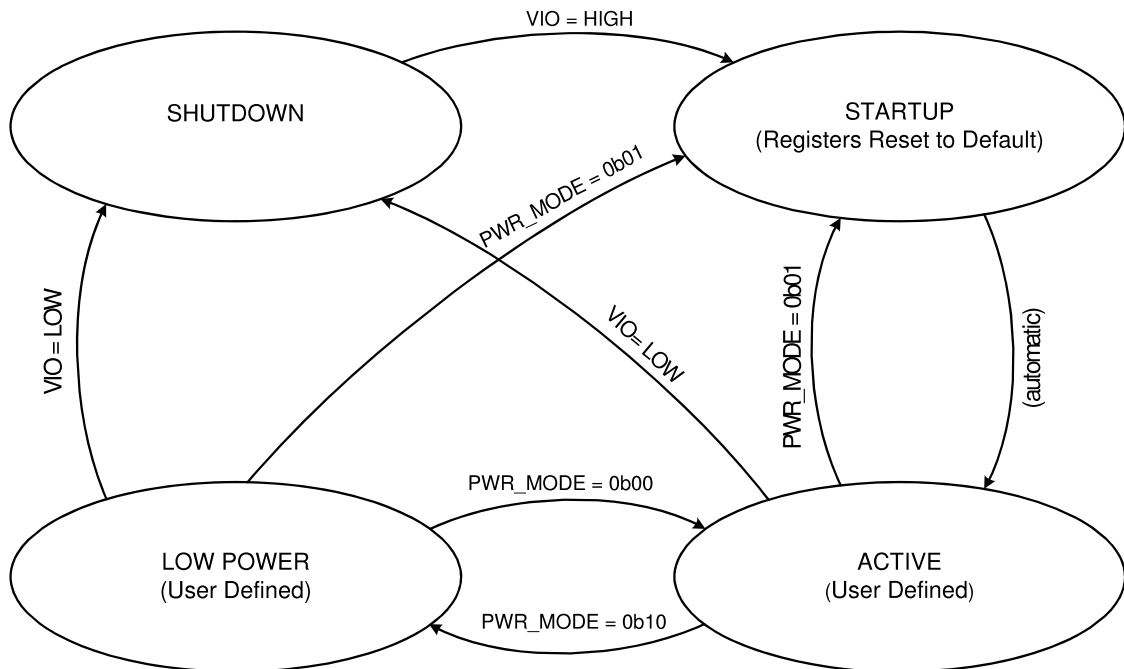 VIO = HIGH
SHUTDOWN
STARTUP
(Registers Reset to Default)
PWR_MODE = 0b01
VIO = LOW
VIO= LOW
PWR_MODE = 0b01
(automatic)
PWR_MODE = 0b00
LOW POWER
(User Defined)
ACTIVE
(User Defined)
PWR_MODE = 0b10